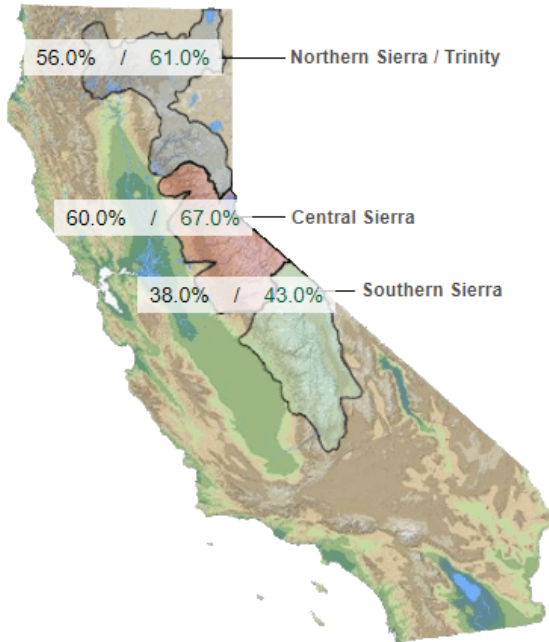 56.0% / 61.0% Northern Sierra / Trinity
60.0% / 67.0% Central Sierra
38.0% / 43.0% Southern Sierra